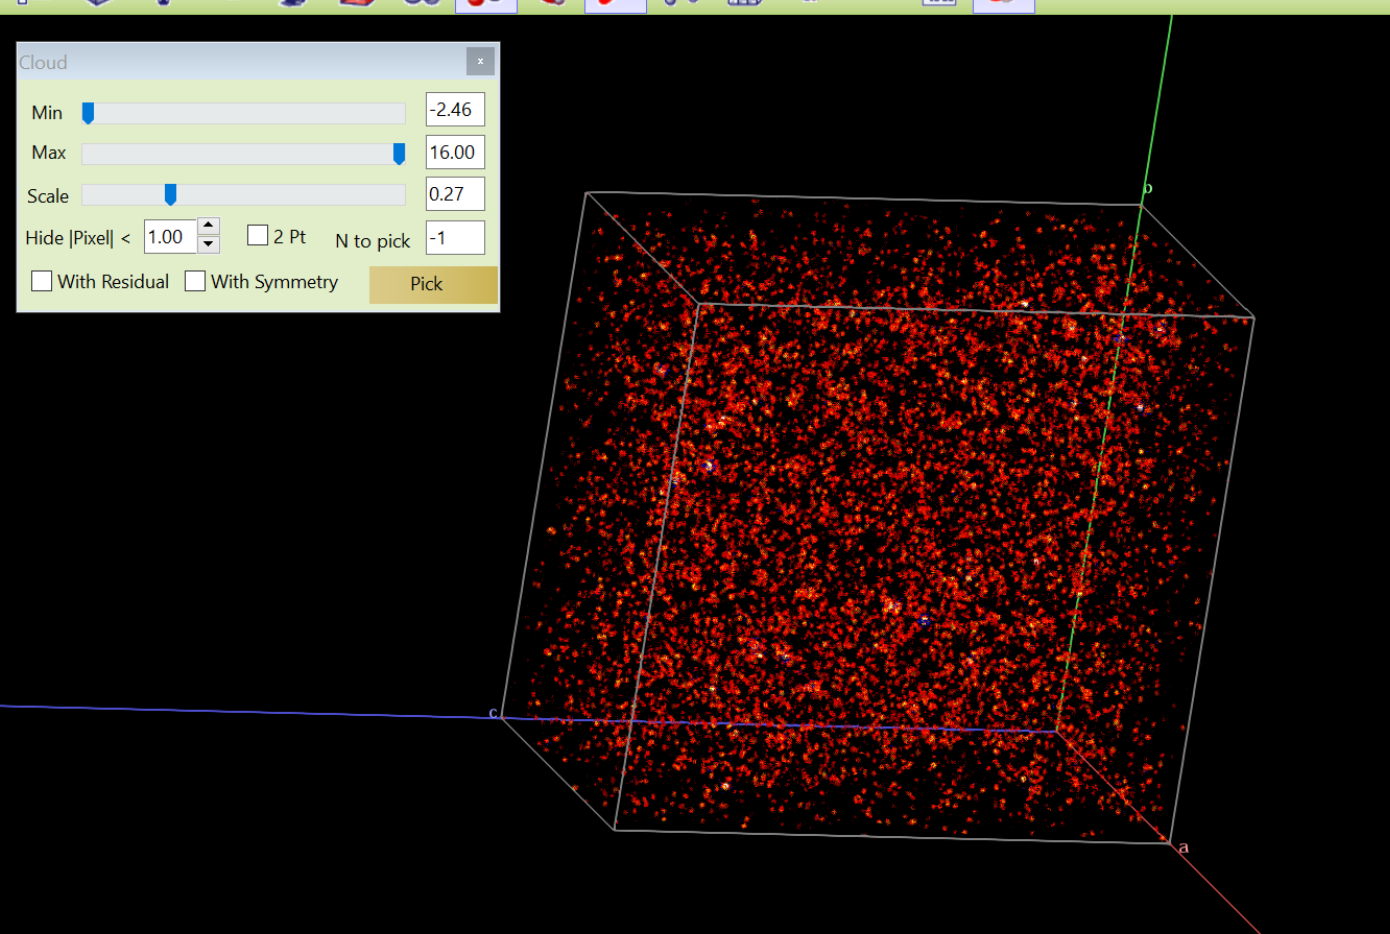 Cloud x
Min -2.46
Max 16.00
Scale 0.27
Hide |Pixel| < 1.00 2 Pt N to pick -1
With Residual With Symmetry Pick
b
c
a